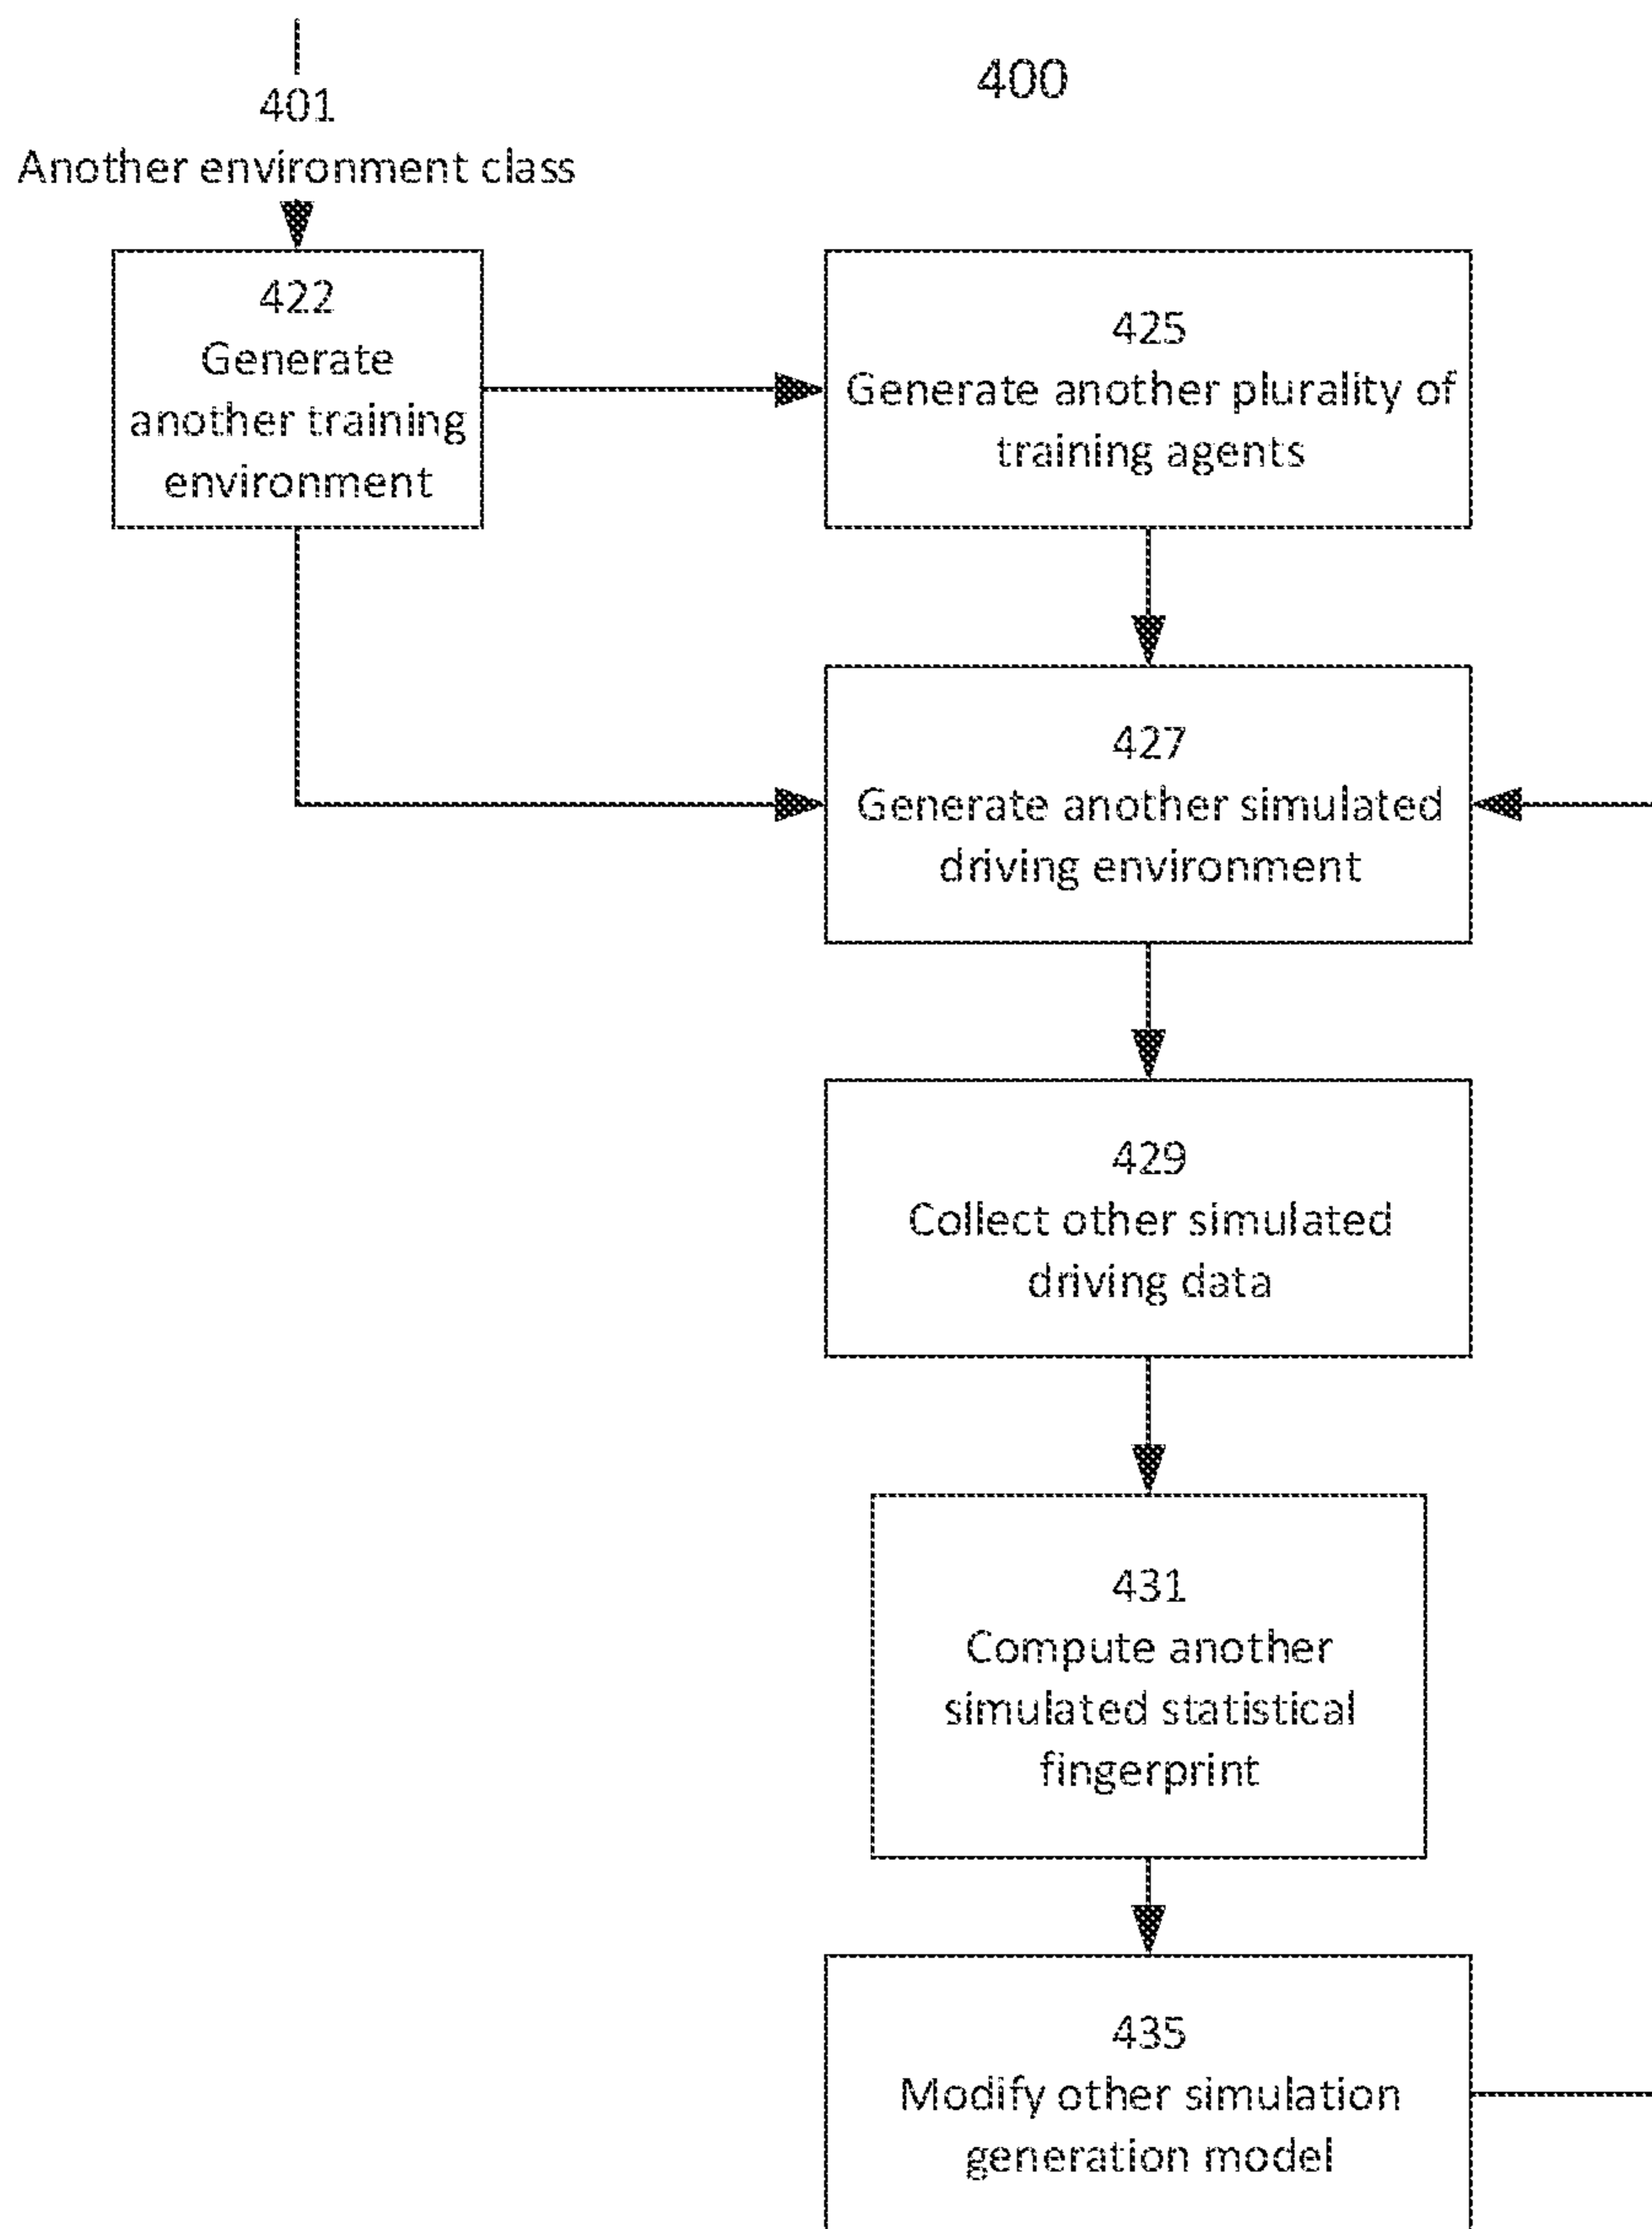 400
401
Another environment class
422
Generate
another training
environment
425
Generate another plurality of
training agents
427
Generate another simulated
driving environment
429
Collect other simulated
driving data
431
Compute another
simulated statistical
fingerprint
435
Modify other simulation
generation model